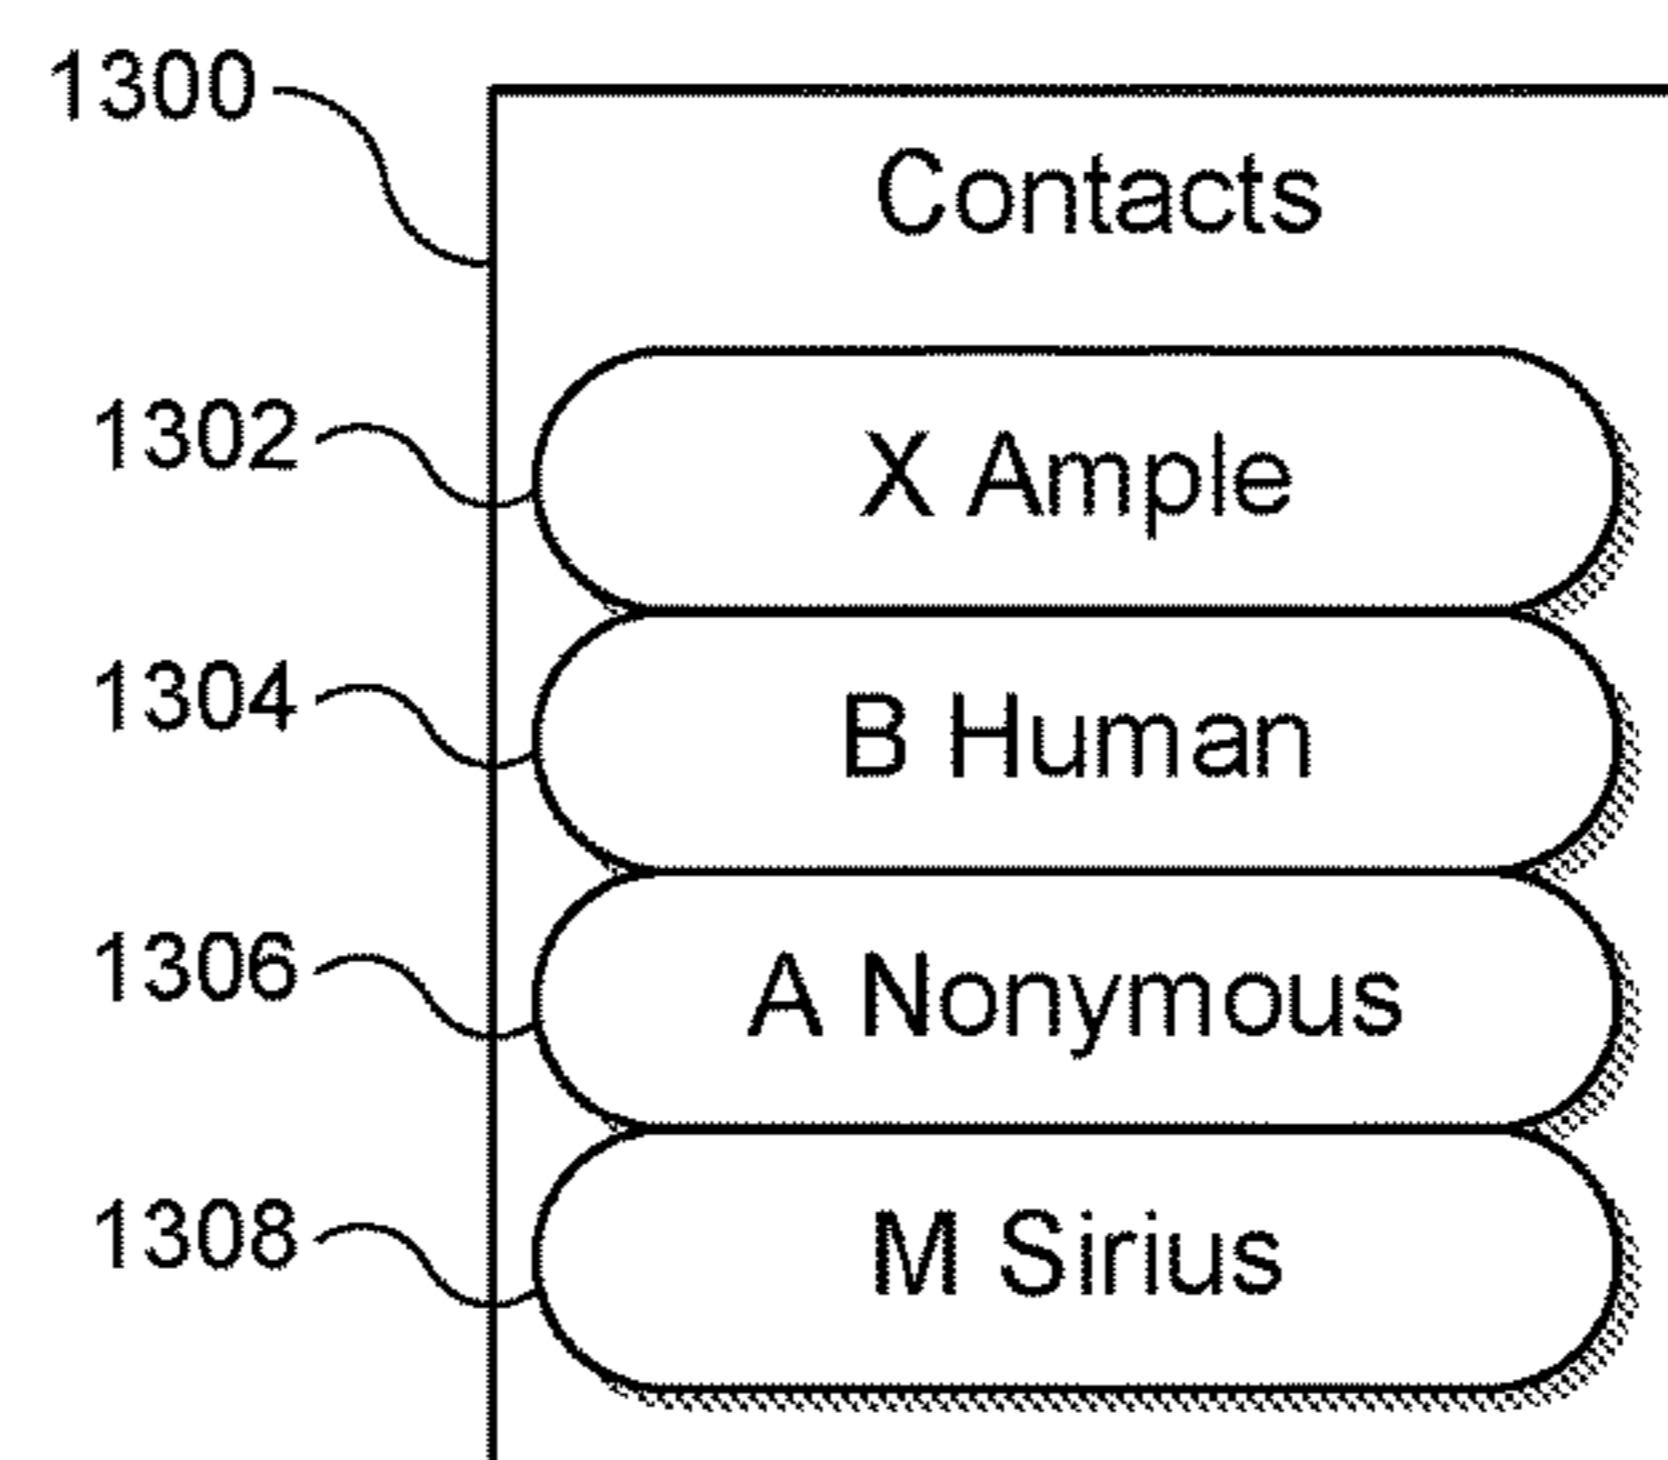 1300
Contacts
1302
X Ample
1304
B Human
1306
A Nonymous
1308
M Sirius